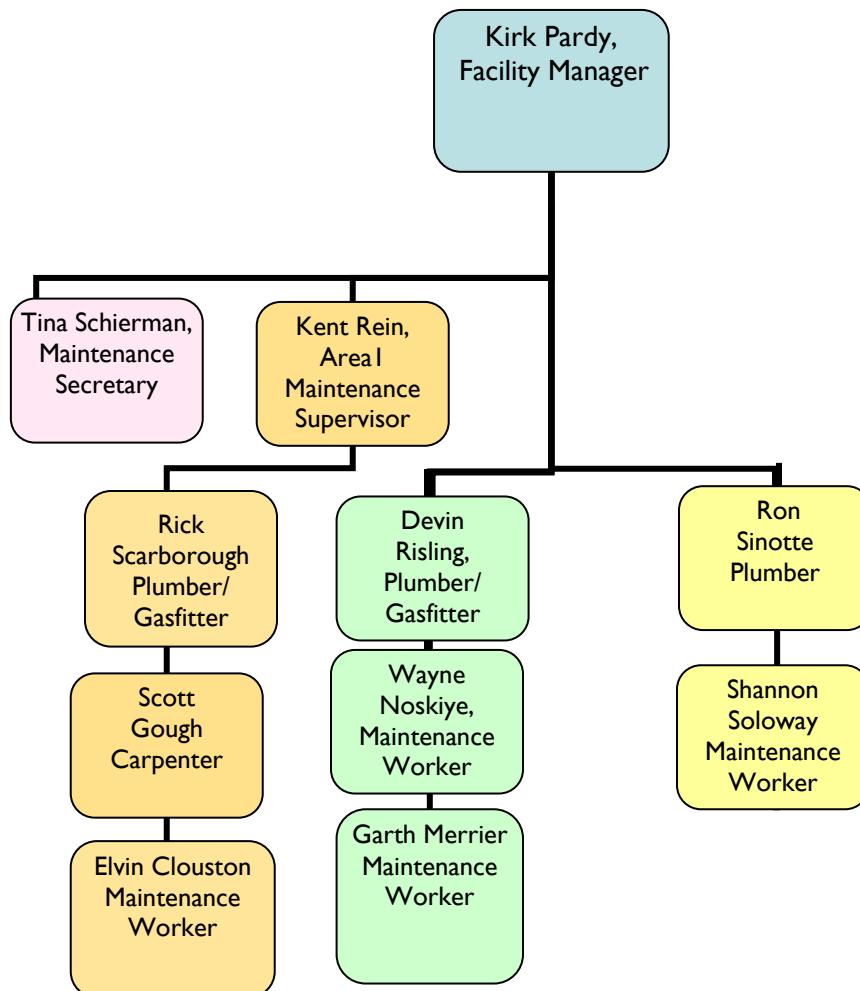 Kirk Pardy,
Facility Manager
Tina Schierman,
Maintenance
Secretary
Kent Rein,
Area1
Maintenance
Supervisor
Rick
Scarborough
Plumber/
Gasfitter
Devin
Risling,
Plumber/
Gasfitter
Ron
Sinotte
Plumber
Scott
Gough
Carpenter
Wayne
Noskiye,
Maintenance
Worker
Shannon
Soloway
Maintenance
Worker
Elvin Clouston
Maintenance
Worker
Garth Merrier
Maintenance
Worker